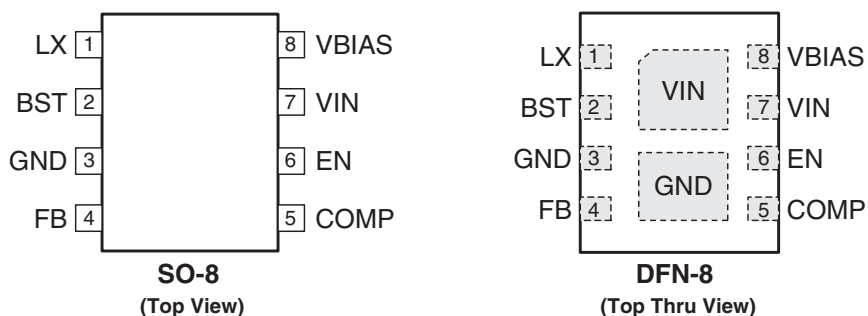 LX 1
8 VBIAS
BST 2
7 VIN
GND 3
6 EN
FB 4
5 COMP
SO-8
(Top View)
LX 1
8 VBIAS
VIN
BST 2
7 VIN
GND 3
6 EN
GND
FB 4
5 COMP
DFN-8
(Top Thru View)